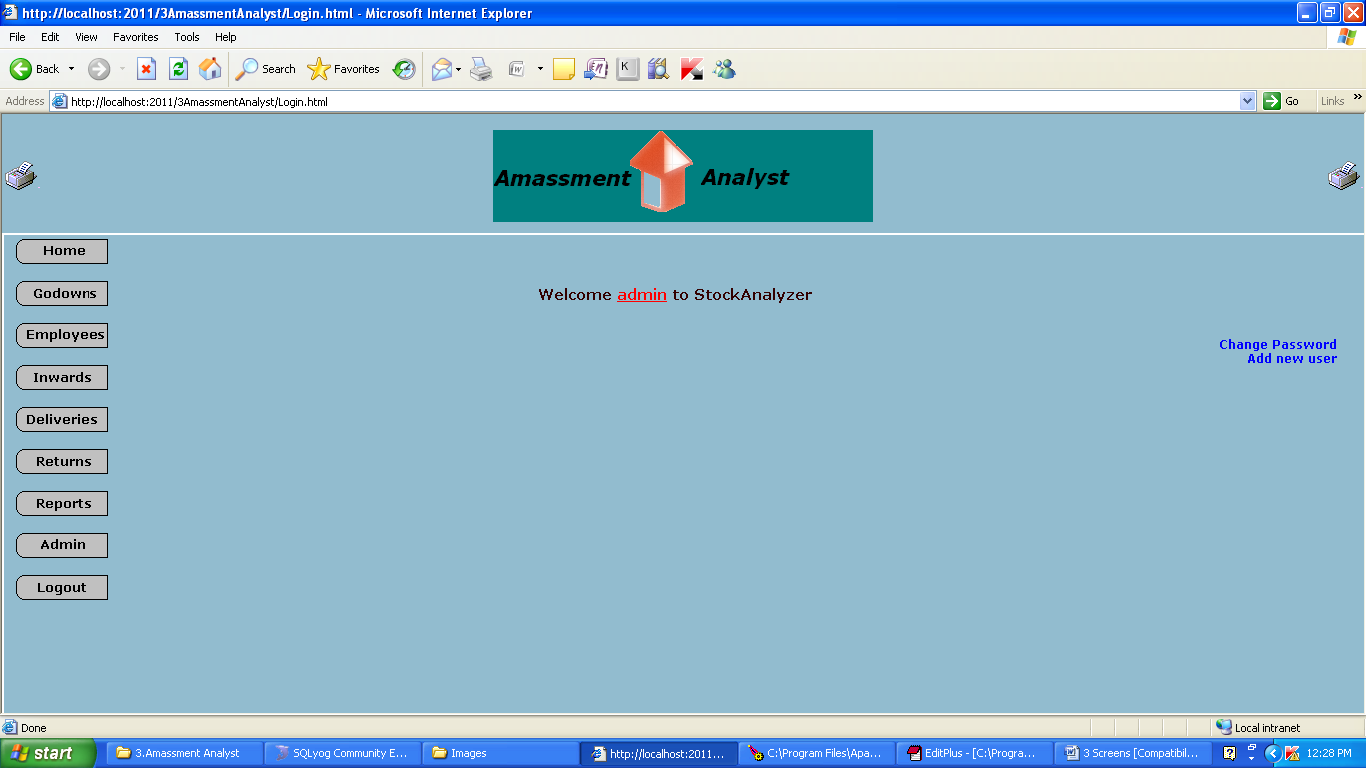 http://localhost:2011/3AmassmentAnalyst/Login.html - Microsoft Internet Explorer
File Edit View Favorites Tools Help
Back Search Favorites W K
Address http://localhost:2011/3AmassmentAnalyst/Login.html Go Links »
Amassment Analyst
Home
Godowns
Employees
Inwards
Deliveries
Returns
Reports
Admin
Logout
Welcome admin to StockAnalyzer
Change Password
Add new user
Done Local intranet
start 3.Amassment Analyst SQLyog Community E... Images http://localhost:2011... C:\Program Files\Apa... EditPlus - [C:\Progra... 3 Screens [Compatibil... 12:28 PM